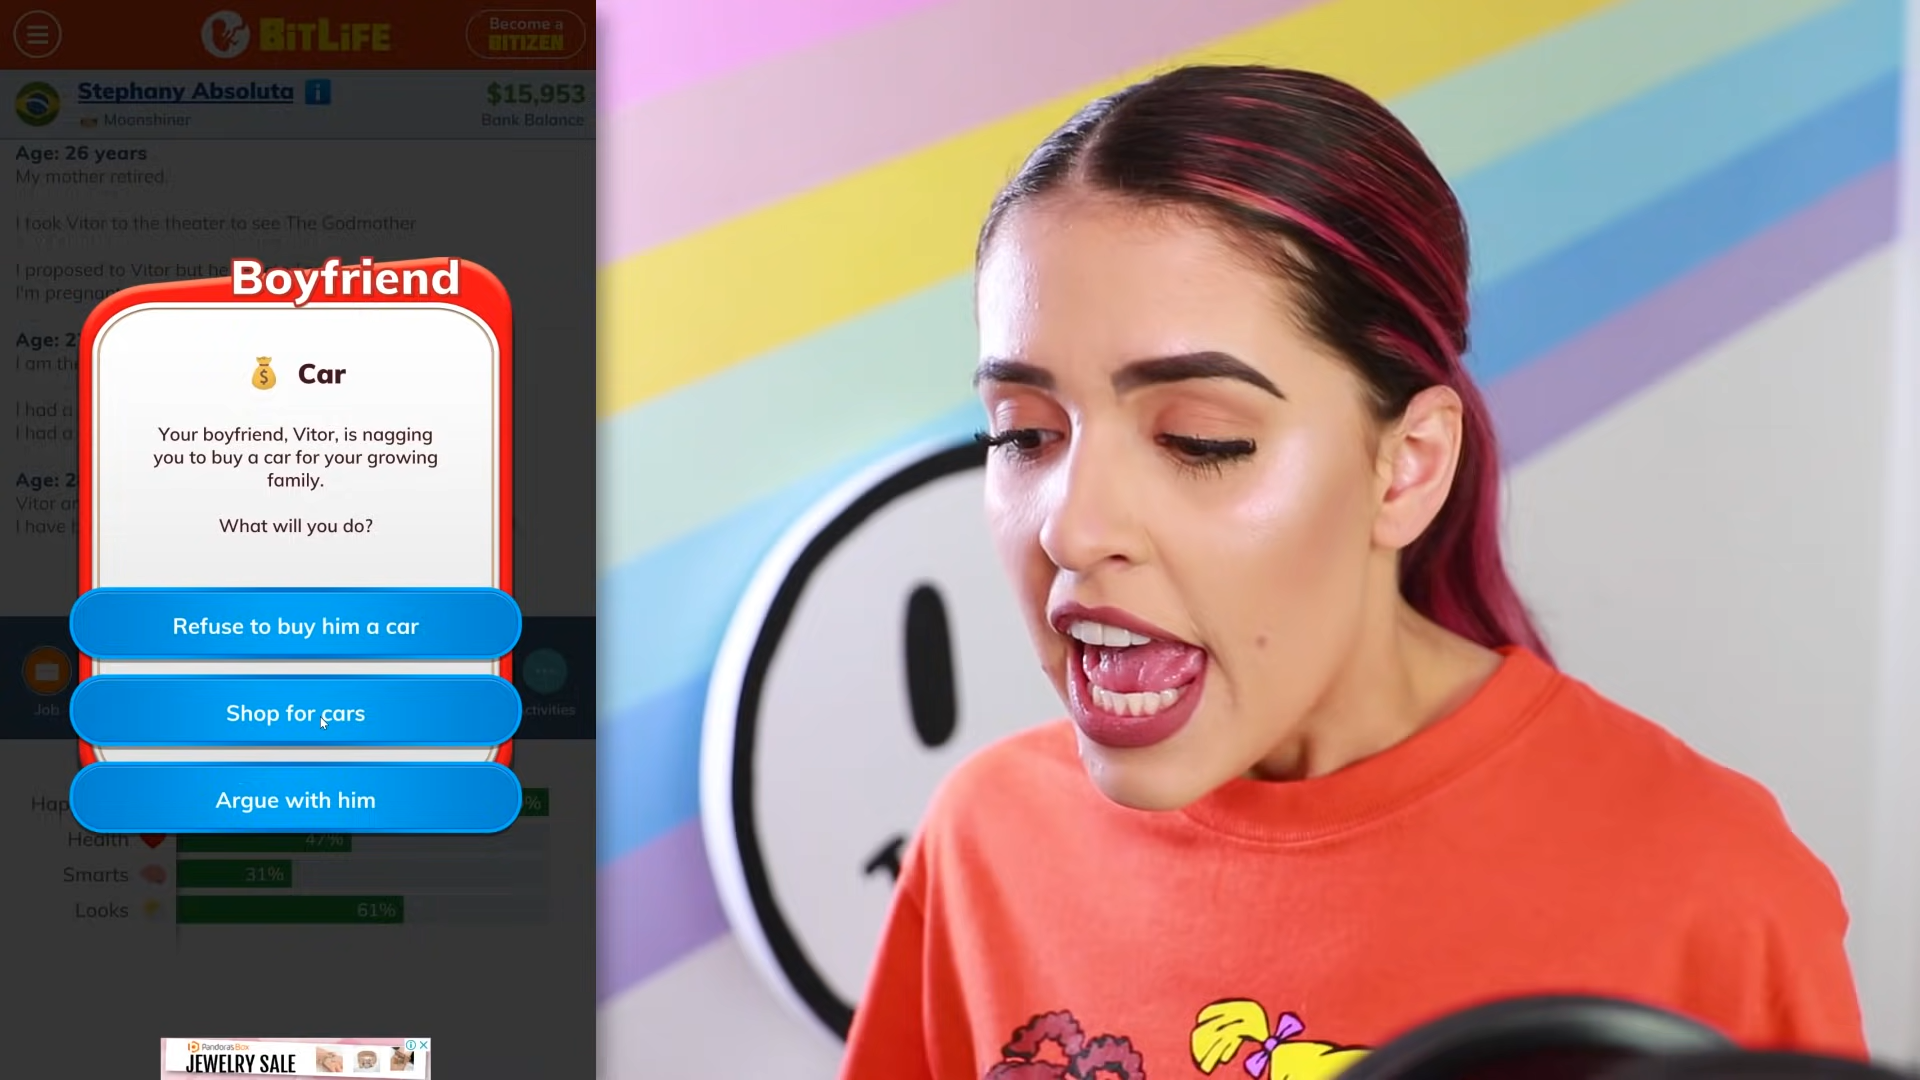 BITLIFE
Become a
BITIZEN
Stephany Absoluta
$15,953
Moonshiner
Bank Balance
Age: 26 years
My mother retired.
I took Vitor to the theater to see The Godmother
I proposed to Vitor but he
I'm pregnant
Boyfriend
Car
Your boyfriend, Vitor, is nagging
you to buy a car for your growing
family.
What will you do?
Age: 2
I am the
I had a
I had a
Age: 2
Vitor
I have
Refuse to buy him a car
Shop for cars
Argue with him
Job
Health
47%
Smarts
31%
Looks
61%
PandorasBox
JEWELRY SALE